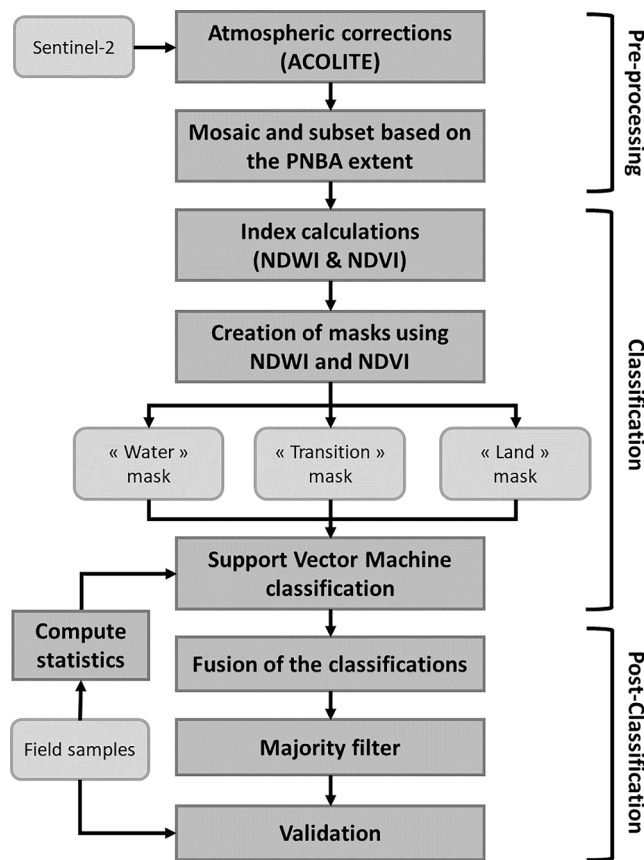 Sentinel-2
Atmospheric corrections
(ACOLITE)
Mosaic and subset based on
the PNBA extent
Pre-processing
Index calculations
(NDWI & NDVI)
Creation of masks using
NDWI and NDVI
« Water »
mask
« Transition »
mask
« Land »
mask
Support Vector Machine
classification
Classification
Compute
statistics
Fusion of the classifications
Field samples
Majority filter
Validation
Post-Classification